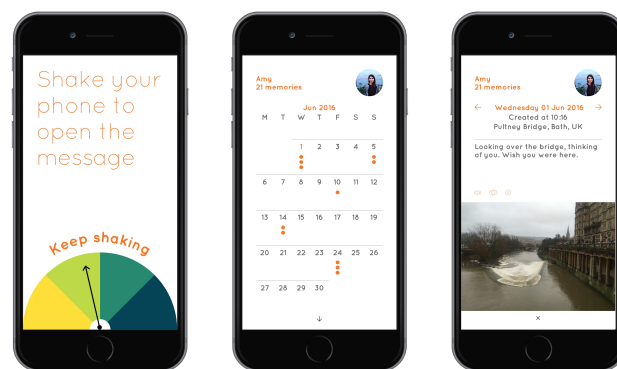 Shake your
phone to
open the
message
Keep shaking
Amy
21 memories
Jun 2016
M T W T F S S
1 2 3 4 5
6 7 8 9 10 11 12
13 14 15 16 17 18 19
20 21 22 23 24 25 26
27 28 29 30
Amy
21 memories
Wednesday 01 Jun 2016
Created at 10:16
Pultney Bridge, Bath, UK
Looking over the bridge, thinking
of you. Wish you were here.